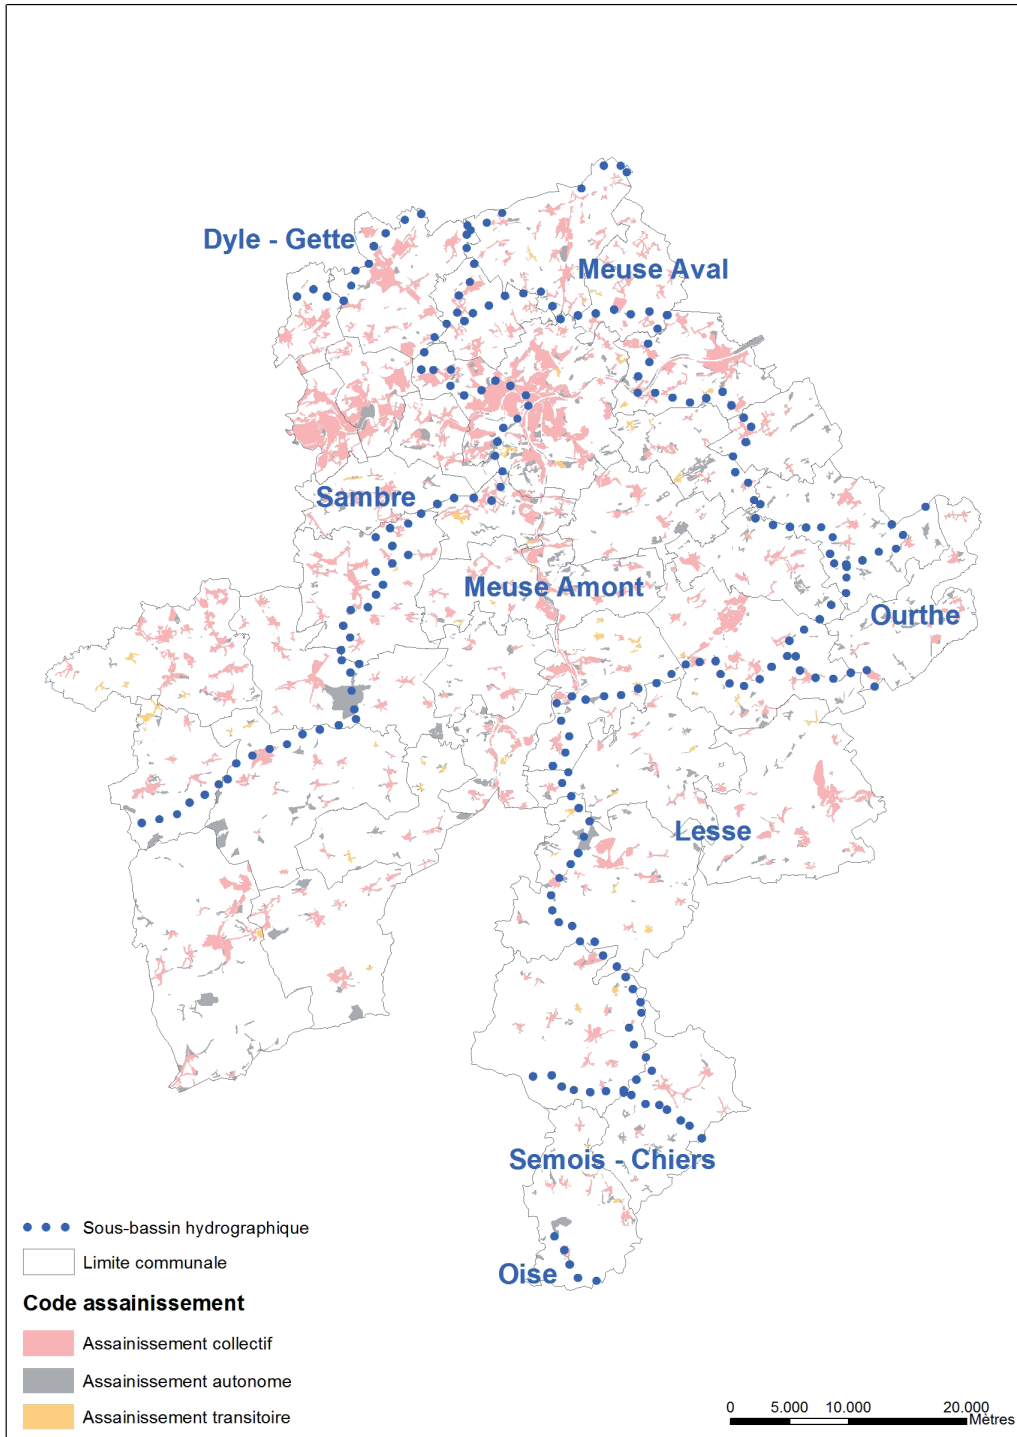 Dyle - Gette
Meuse Aval
Sambre
Meuse Amont
Ourthe
Lesse
Semois - Chiers
Oise
Sous-bassin hydrographique
Limite communale
Code assainissement
Assainissement collectif
Assainissement autonome
Assainissement transitoire
0 5.000 10.000 20.000
Mètres